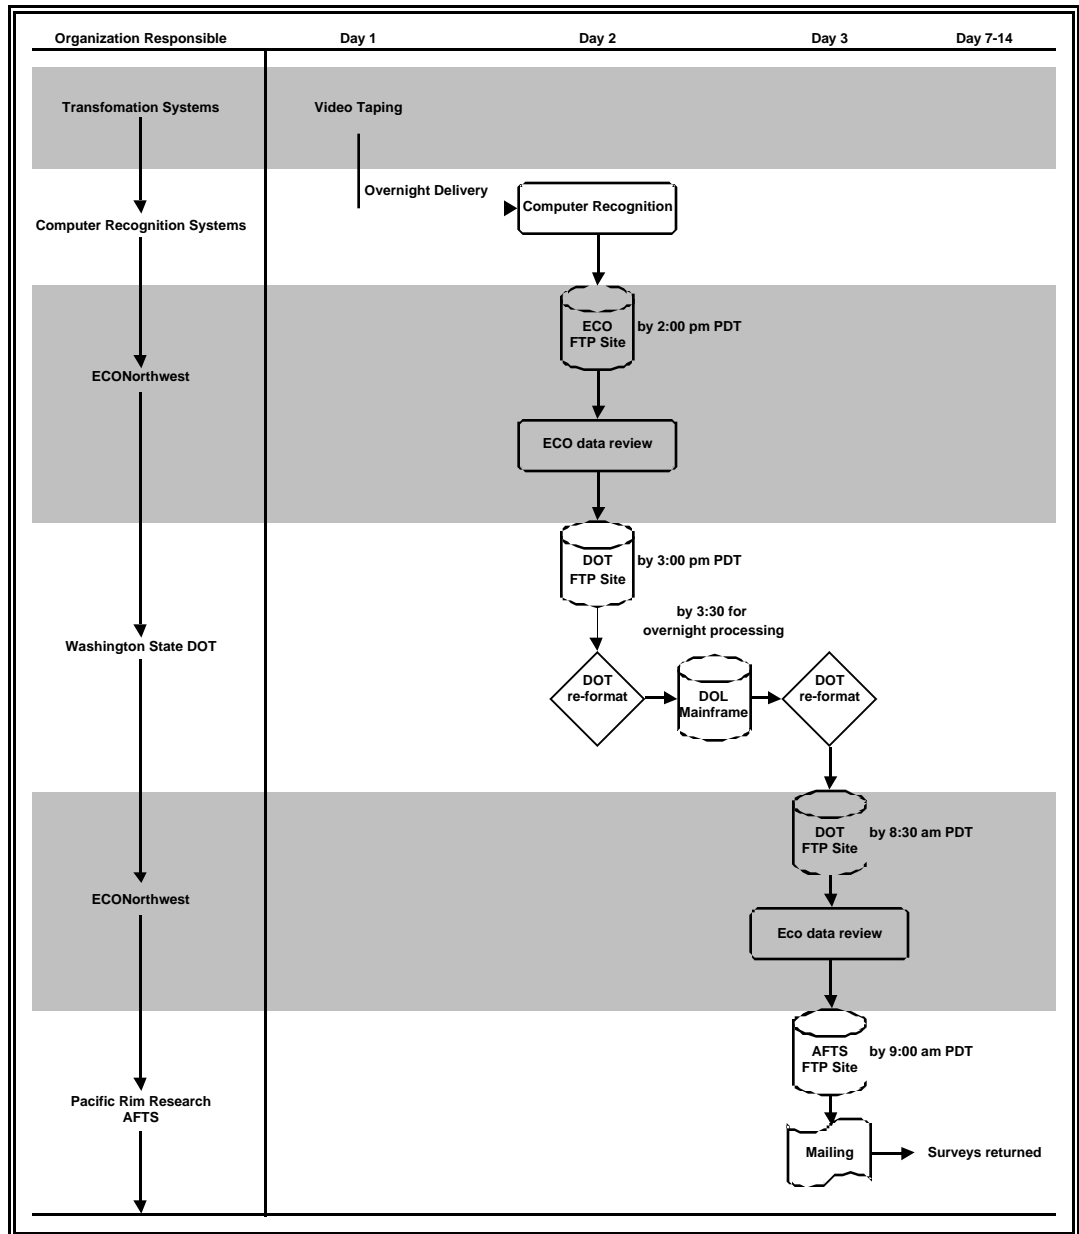 Organization Responsible
Day 1
Day 2
Day 3
Day 7-14
Transfomation Systems
Video Taping
Overnight Delivery
Computer Recognition
Computer Recognition Systems
ECO
FTP Site
by 2:00 pm PDT
ECONorthwest
ECO data review
DOT
FTP Site
by 3:00 pm PDT
by 3:30 for
overnight processing
Washington State DOT
DOT
re-format
DOL
Mainframe
DOT
re-format
DOT
FTP Site
by 8:30 am PDT
ECONorthwest
Eco data review
AFTS
FTP Site
by 9:00 am PDT
Pacific Rim Research
AFTS
Mailing
Surveys returned